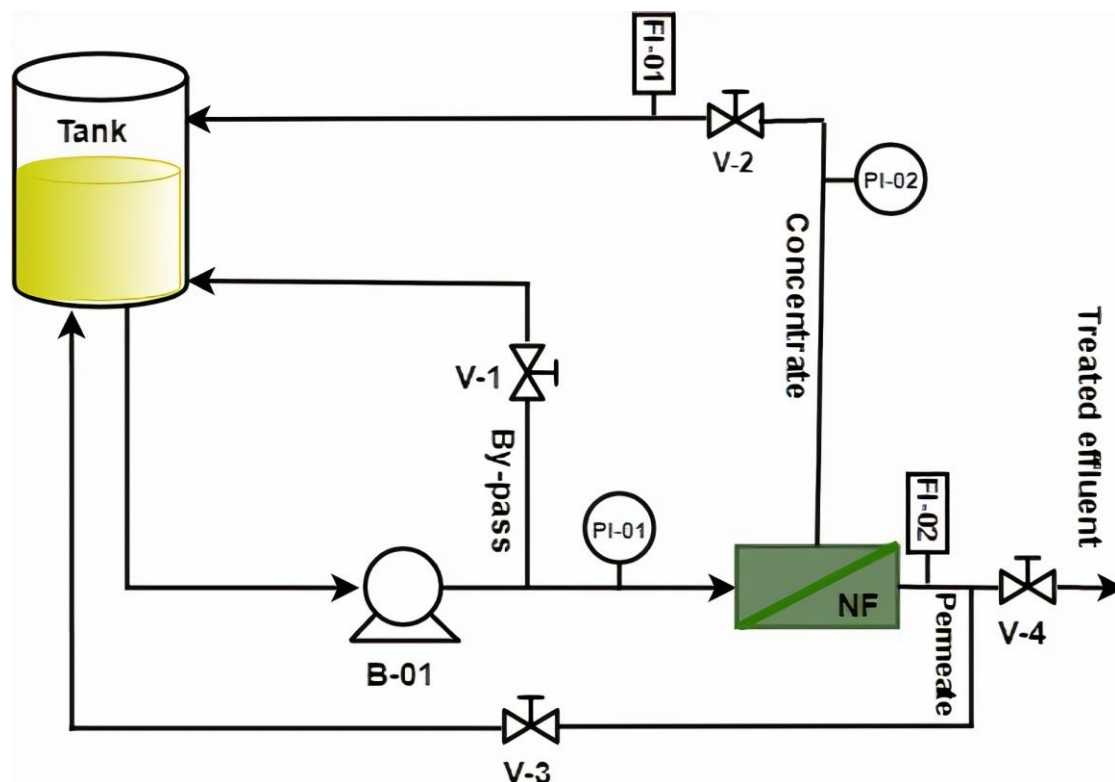 FI-01
Tank
V-2
PI-02
Concentrate
Treated effluent
V-1
By-pass
PI-01
FI-02
NF
Permeate
V-4
B-01
V-3